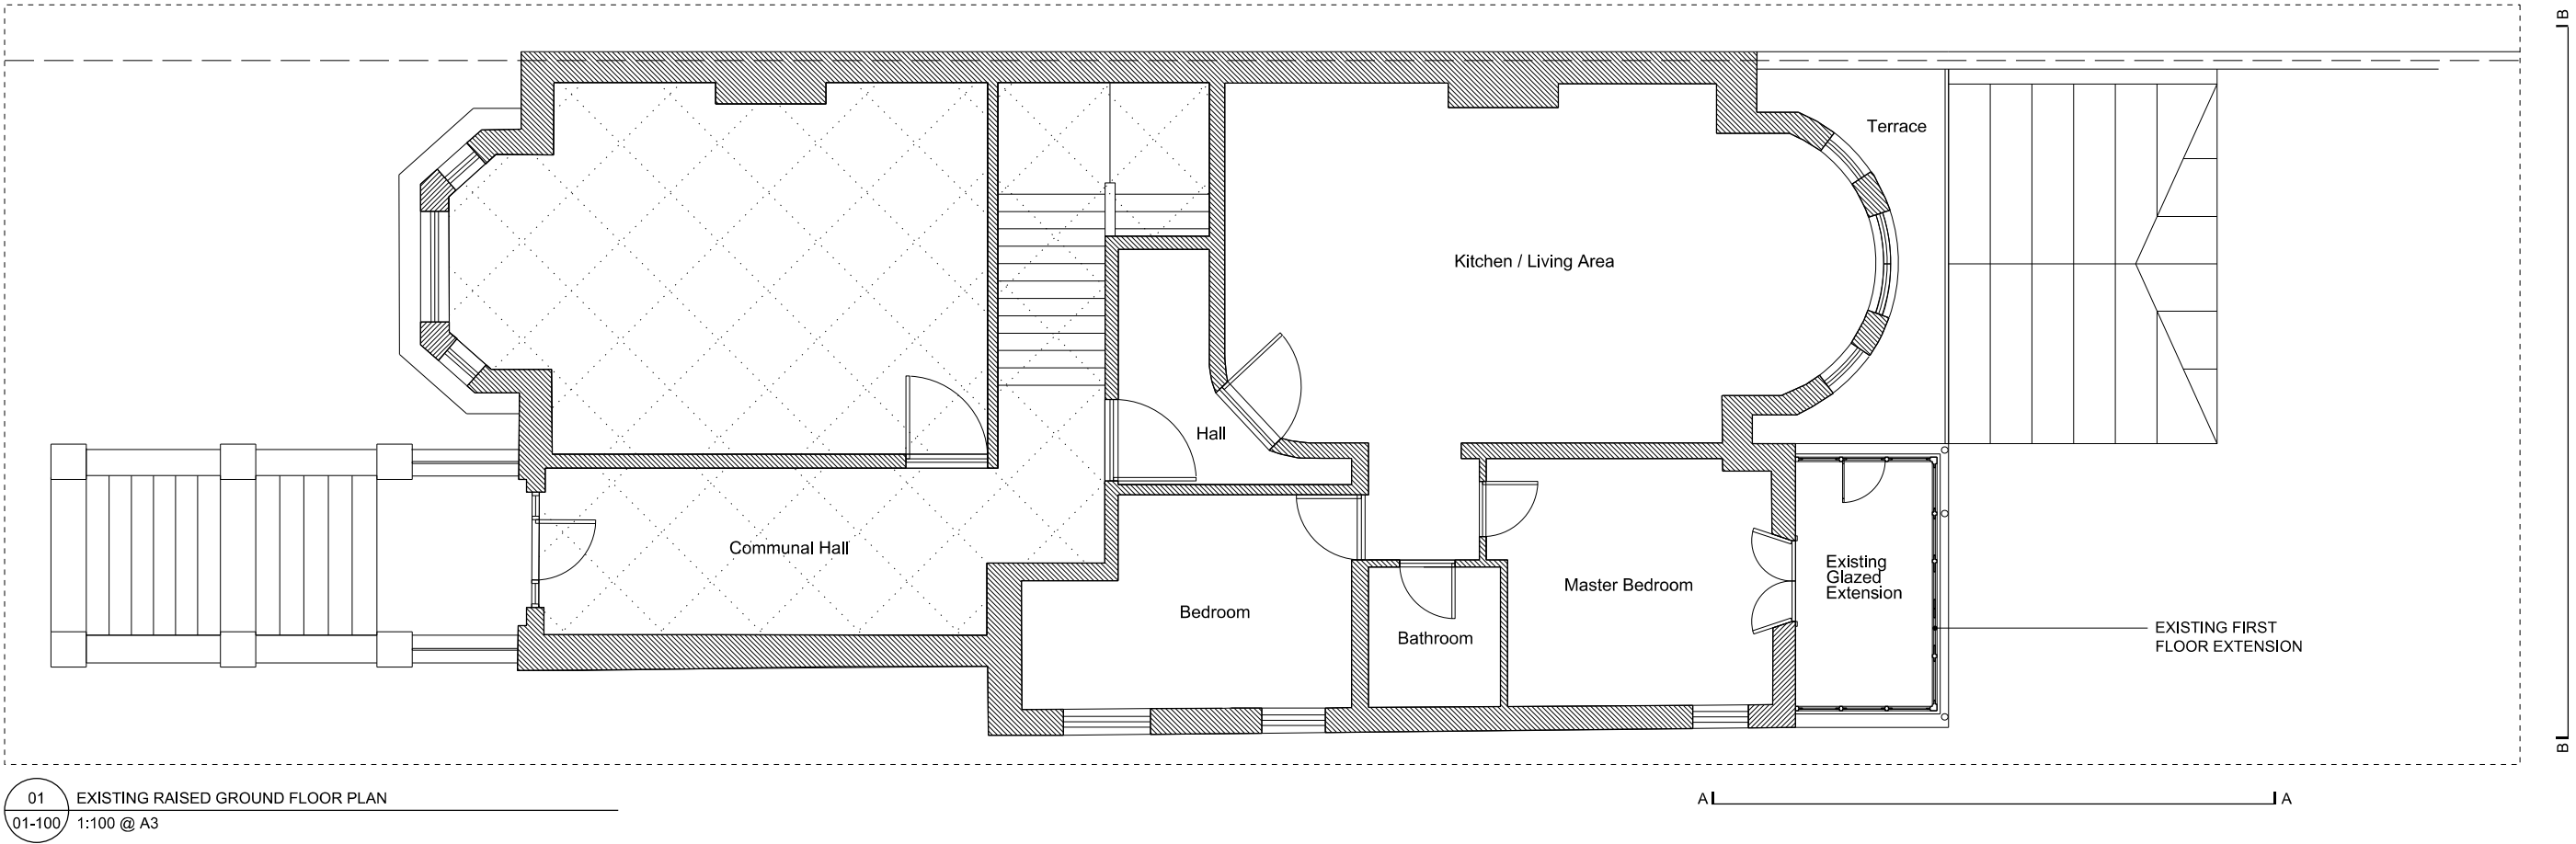 B
Terrace
Kitchen / Living Area
Hall
Communal Hall
Existing
Glazed
Extension
Master Bedroom
Bedroom
Bathroom
EXISTING FIRST
FLOOR EXTENSION
B
01 EXISTING RAISED GROUND FLOOR PLAN
01-100 1:100 @ A3
A A